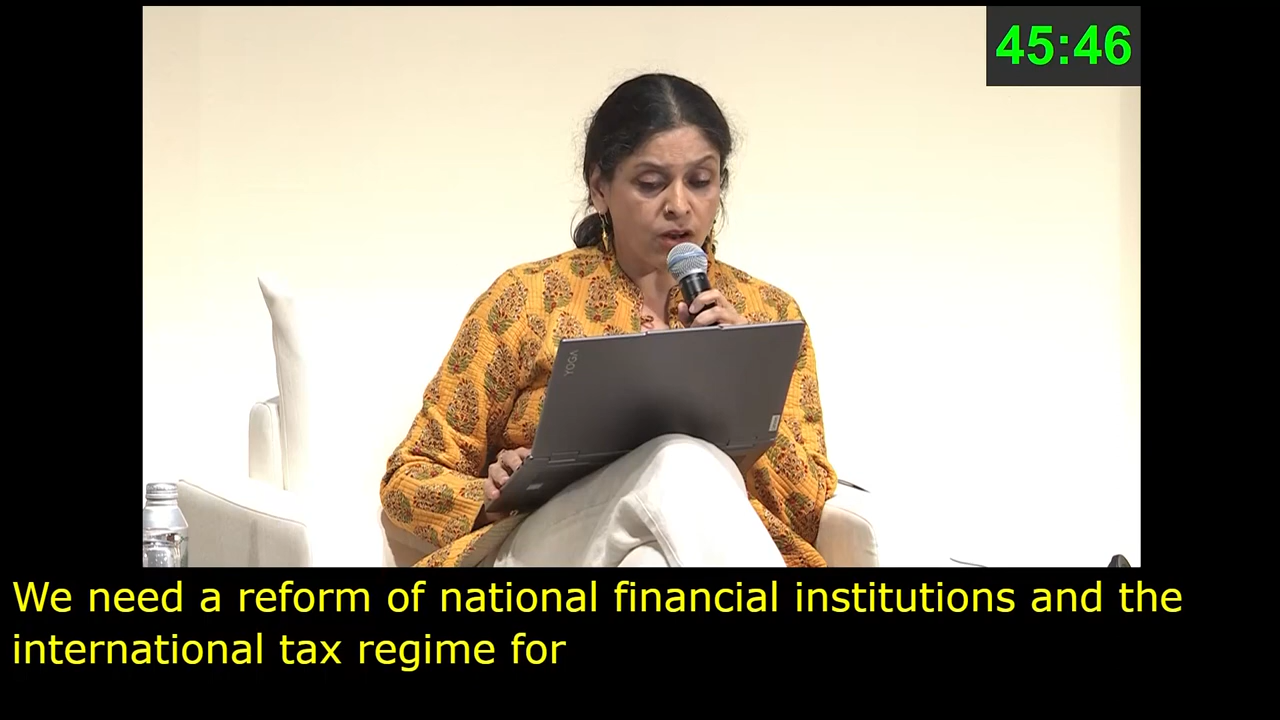 45:46
YOGA
We need a reform of national financial institutions and the
international tax regime for